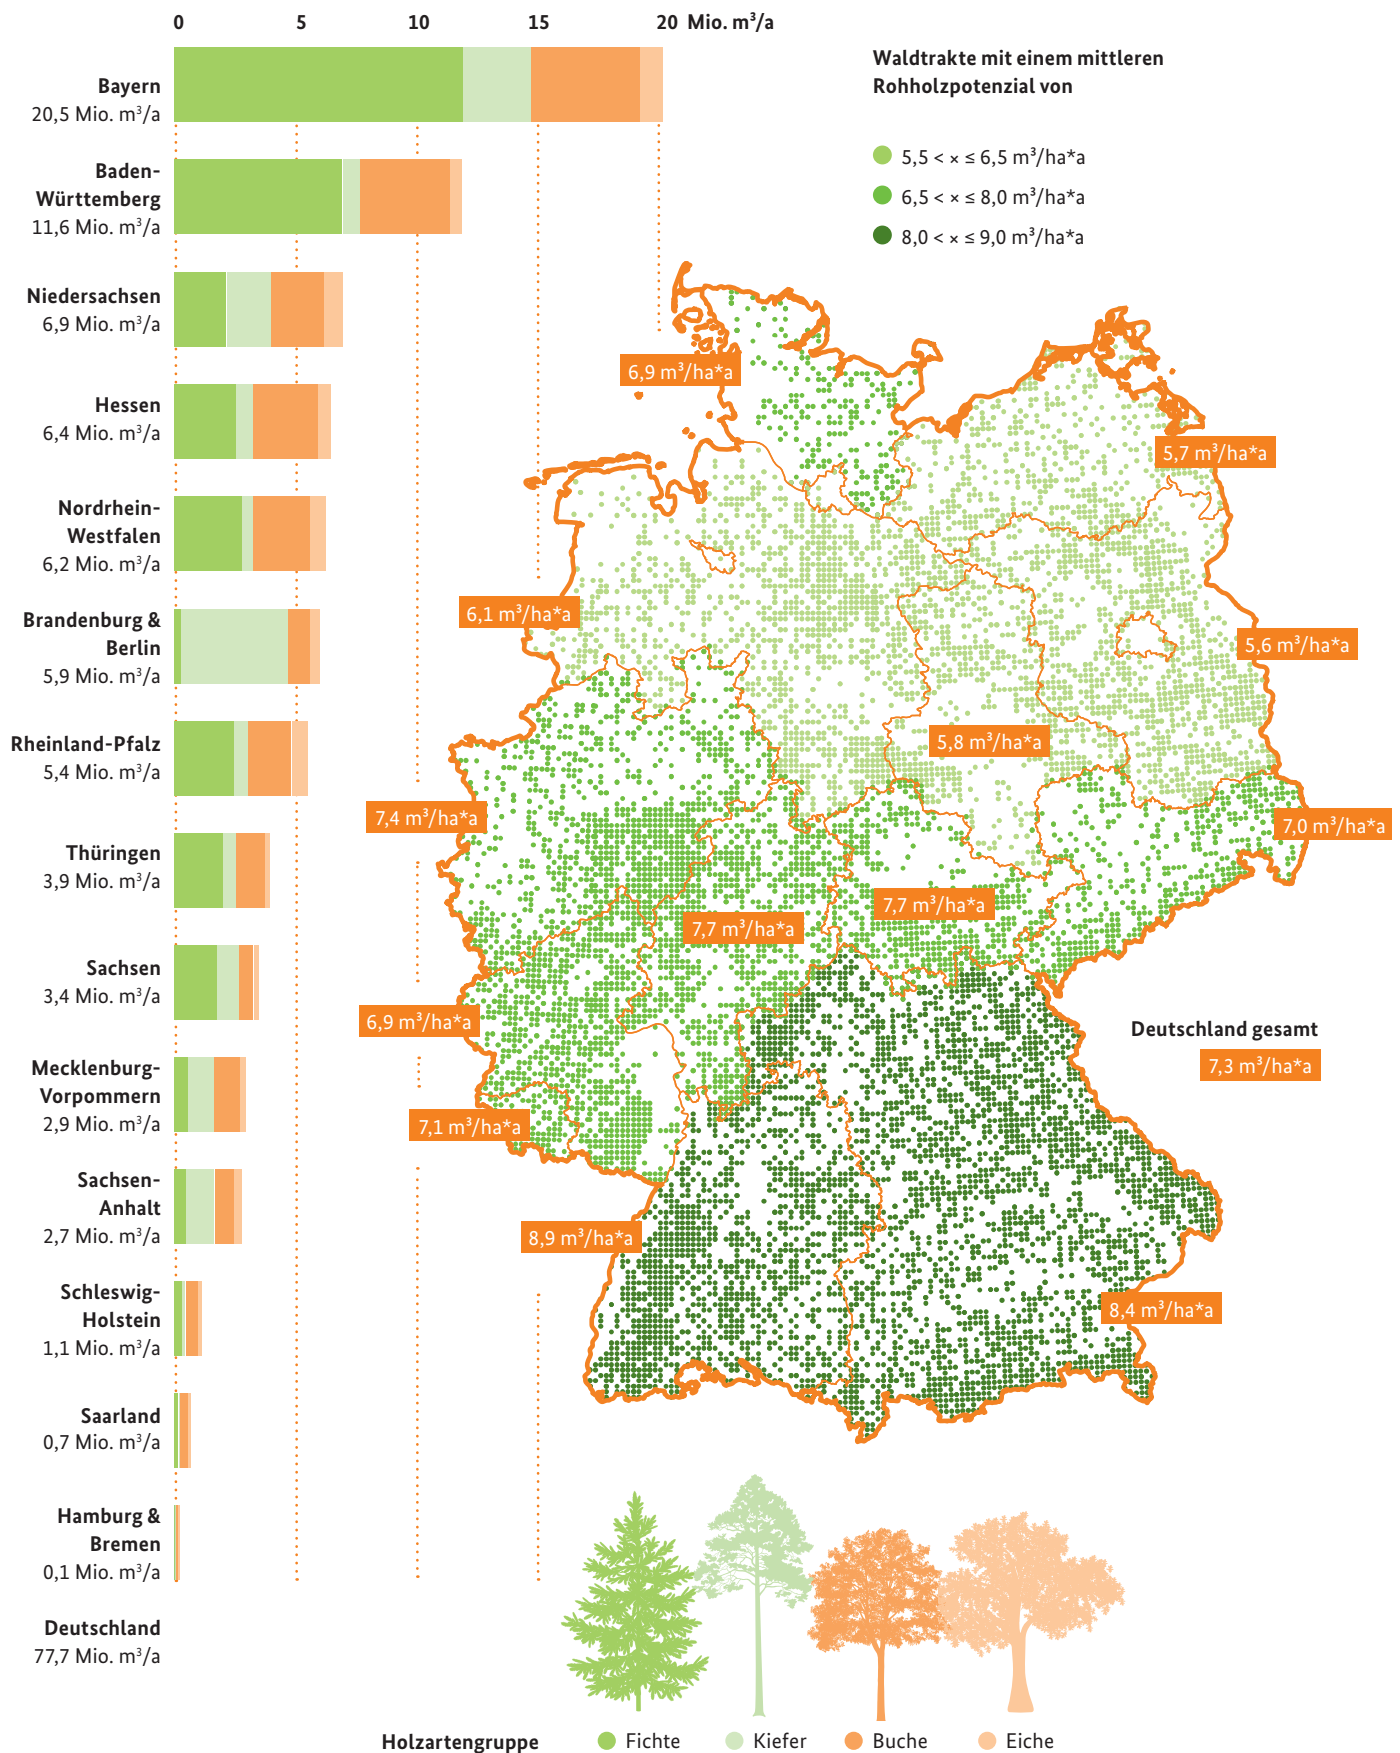 0 5 10 15 20 Mio. m³/a
Bayern
20,5 Mio. m³/a
Baden-
Württemberg
11,6 Mio. m³/a
Niedersachsen
6,9 Mio. m³/a
Hessen
6,4 Mio. m³/a
Nordrhein-
Westfalen
6,2 Mio. m³/a
Brandenburg &
Berlin
5,9 Mio. m³/a
Rheinland-Pfalz
5,4 Mio. m³/a
Thüringen
3,9 Mio. m³/a
Sachsen
3,4 Mio. m³/a
Mecklenburg-
Vorpommern
2,9 Mio. m³/a
Sachsen-
Anhalt
2,7 Mio. m³/a
Schleswig-
Holstein
1,1 Mio. m³/a
Saarland
0,7 Mio. m³/a
Hamburg &
Bremen
0,1 Mio. m³/a
Deutschland
77,7 Mio. m³/a
Waldtrakte mit einem mittleren
Rohholzpotenzial von
5,5 < × ≤ 6,5 m³/ha*a
6,5 < × ≤ 8,0 m³/ha*a
8,0 < × ≤ 9,0 m³/ha*a
6,9 m³/ha*a
5,7 m³/ha*a
6,1 m³/ha*a
5,6 m³/ha*a
5,8 m³/ha*a
7,4 m³/ha*a
7,0 m³/ha*a
7,7 m³/ha*a
7,7 m³/ha*a
6,9 m³/ha*a
Deutschland gesamt
7,3 m³/ha*a
7,1 m³/ha*a
8,9 m³/ha*a
8,4 m³/ha*a
Holzartengruppe Fichte Kiefer Buche Eiche